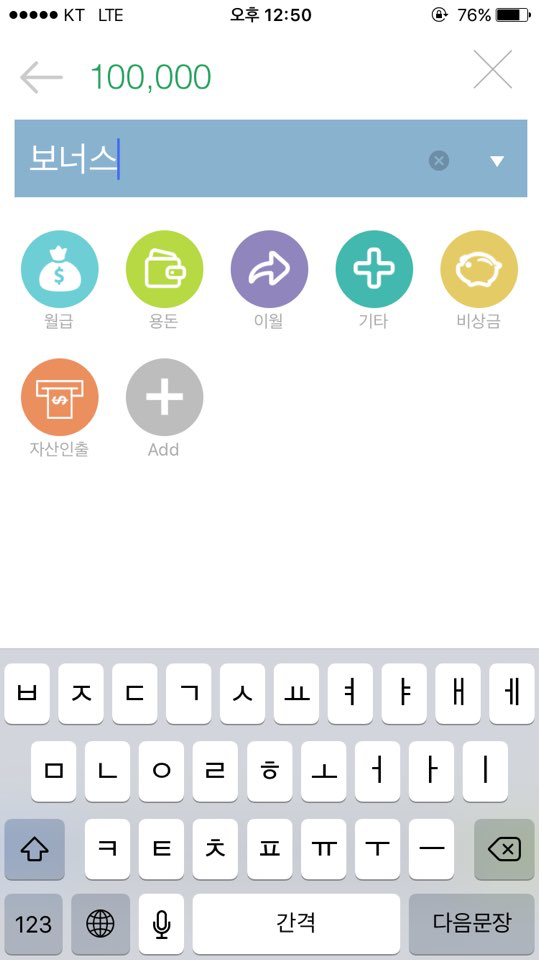 KT LTE 오후 12:50 76%
100,000
보너스
월급 용돈 이월 기타 비상금
자산인출 Add
ㅂ ㅈ ㄷ ㄱ ㅅ ㅛ ㅕ ㅑ ㅐ ㅔ
ㅁ ㄴ ㅇ ㄹ ㅎ ㅗ ㅓ ㅏ ㅣ
ㅋ ㅌ ㅊ ㅍ ㅠ ㅜ ㅡ
123 간격 다음문장